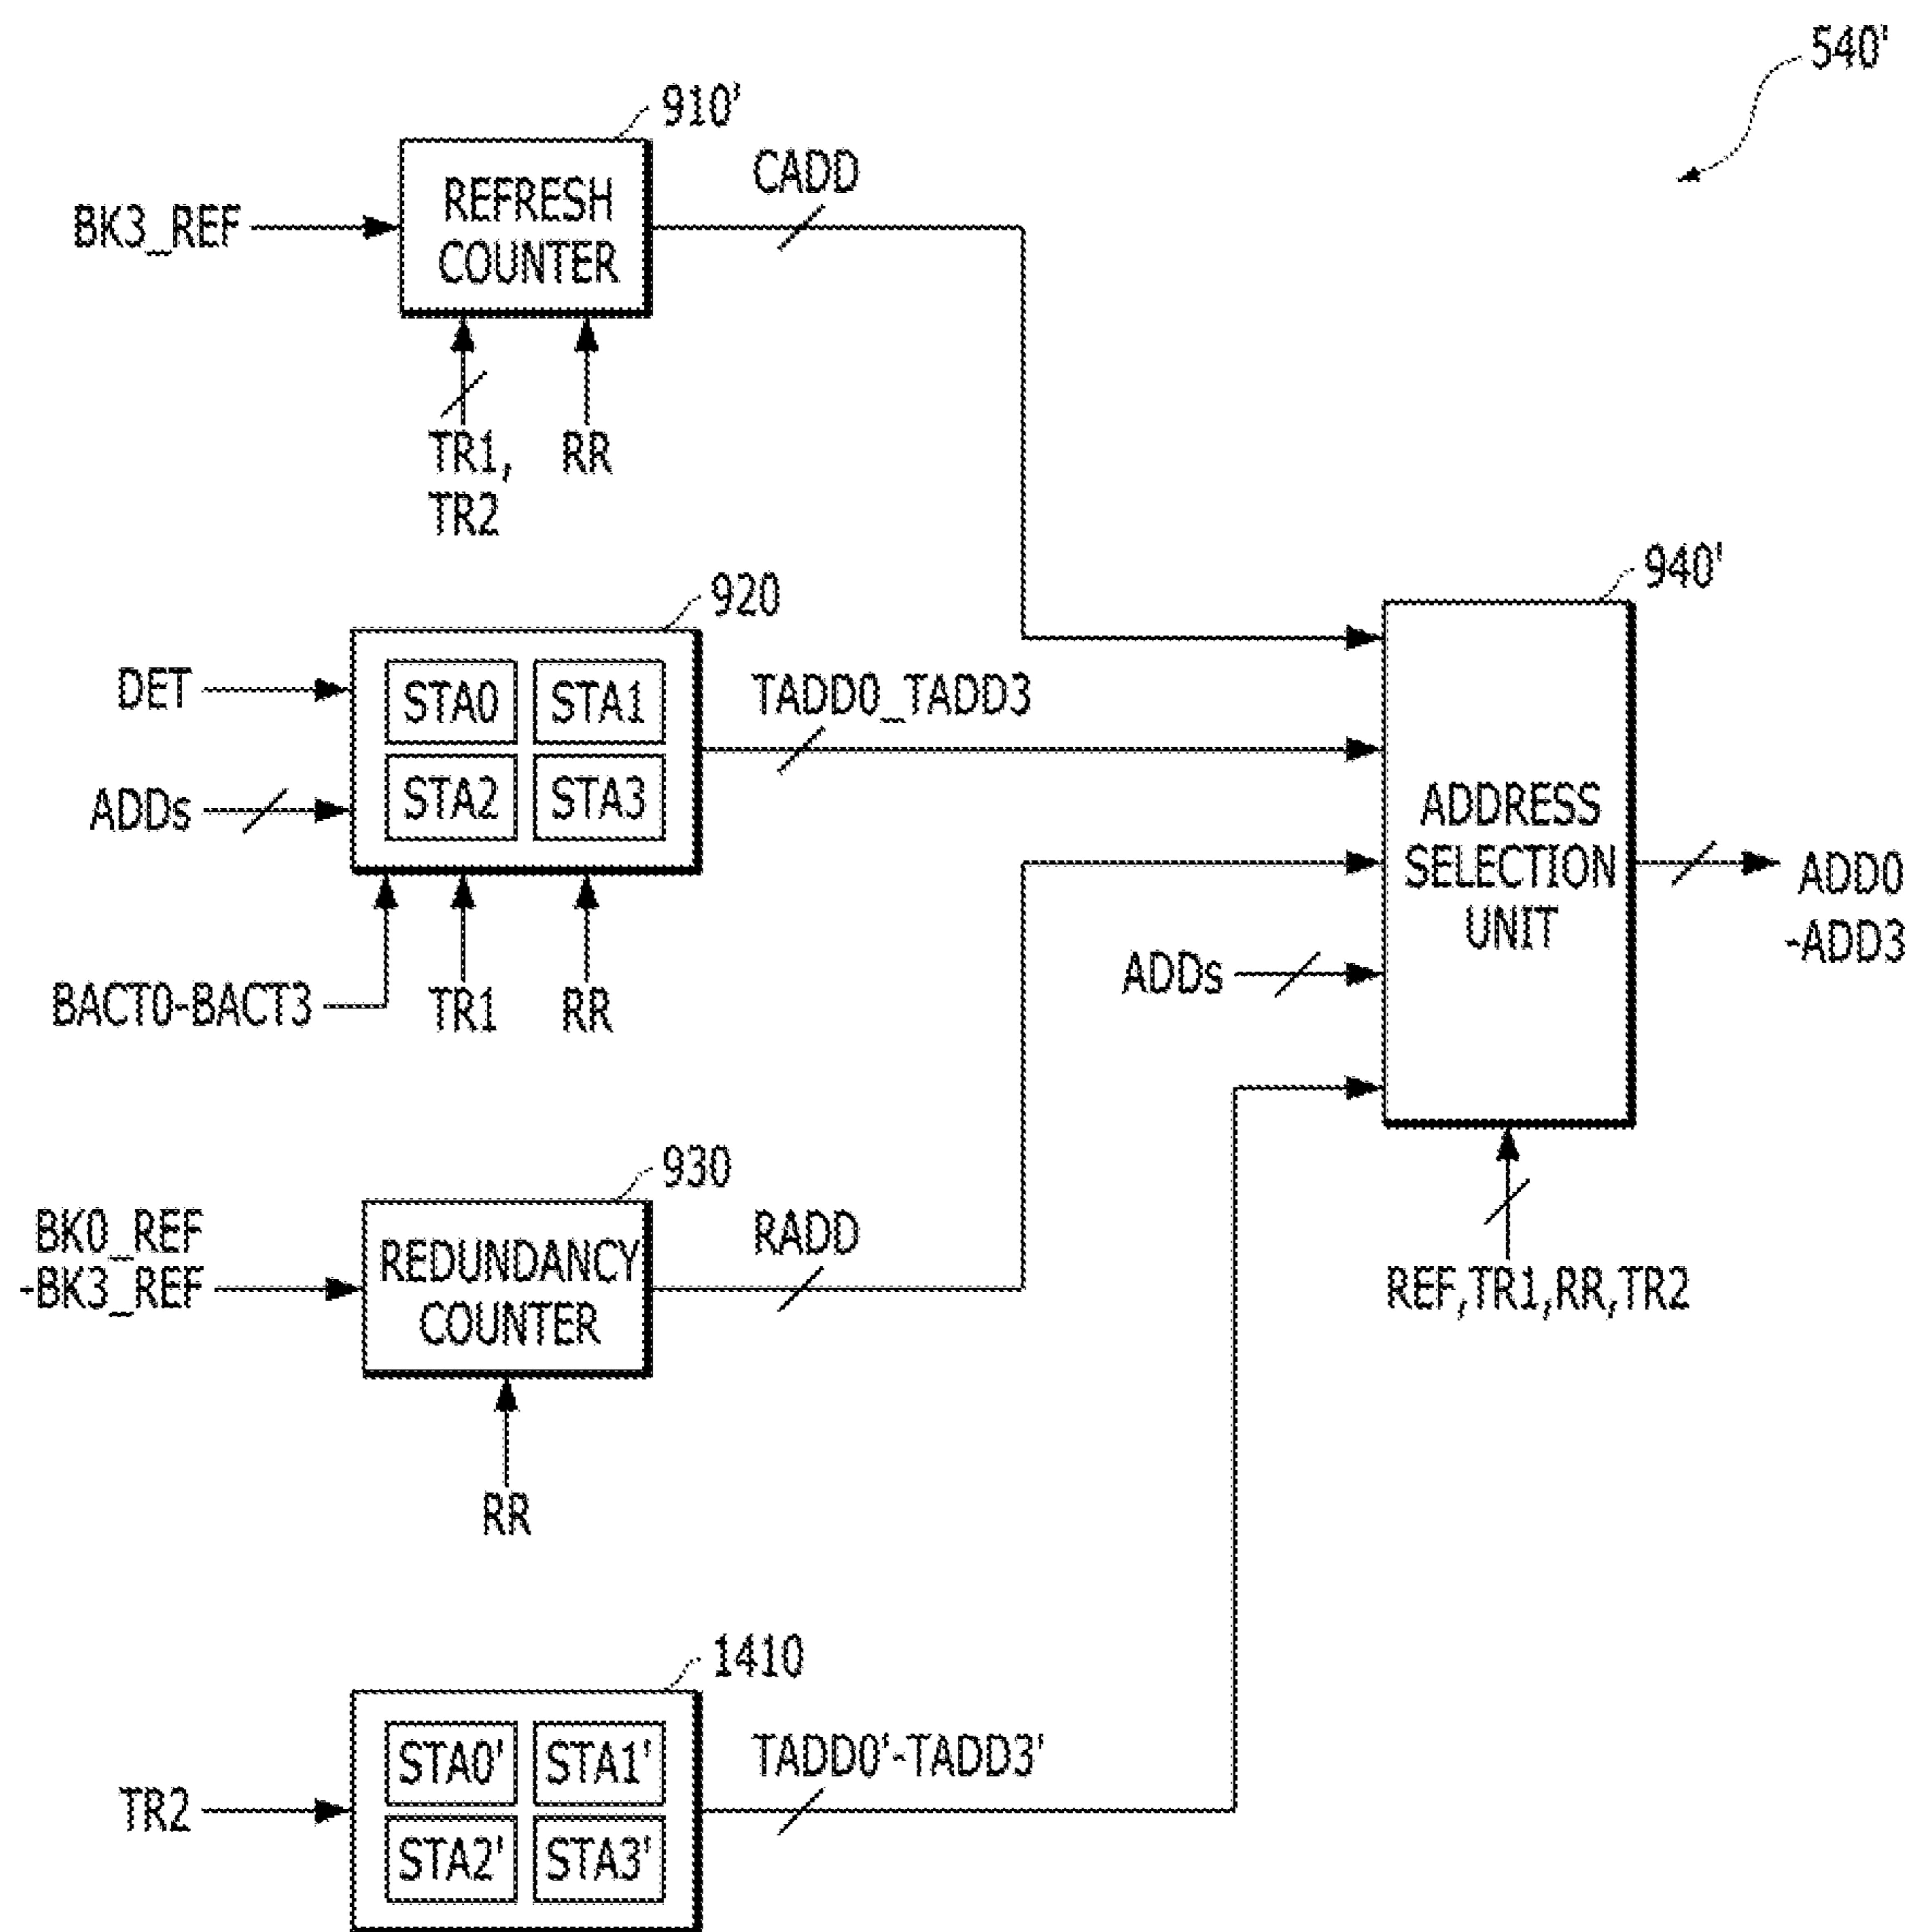 540'
910'
REFRESH
COUNTER
CADD
BK3_REF
TR1,
TR2
RR
920
DET
STA0
STA1
TADD0_TADD3
ADDs
STA2
STA3
BACT0-BACT3
TR1
RR
940'
ADDRESS
SELECTION
UNIT
ADDs
ADD0
-ADD3
REF,TR1,RR,TR2
930
BK0_REF
-BK3_REF
REDUNDANCY
COUNTER
RADD
RR
1410
STA0'
STA1'
TADD0'-TADD3'
TR2
STA2'
STA3'